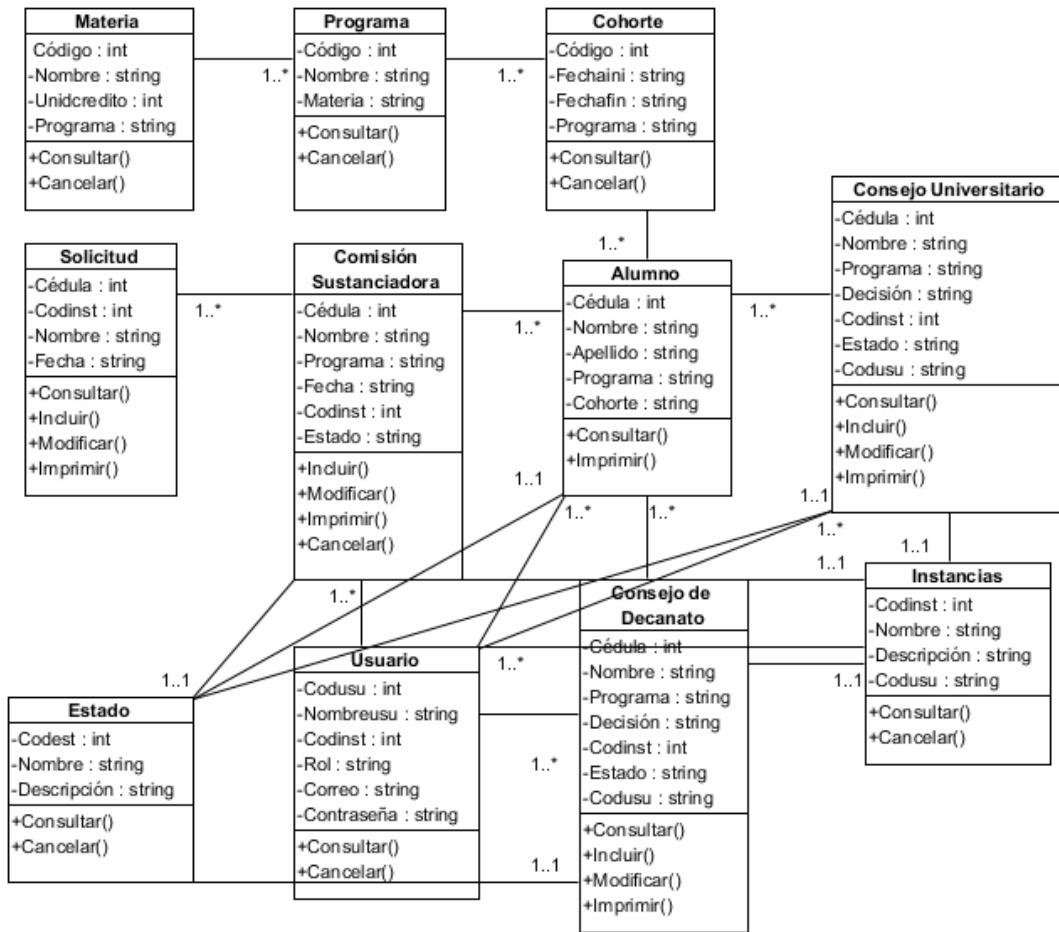 Materia
Código : int
-Nombre : string
-Unidcredito : int
-Programa : string
+Consultar()
+Cancelar()
1..*
Programa
-Código : int
-Nombre : string
-Materia : string
+Consultar()
+Cancelar()
1..*
Cohorte
-Código : int
-Fechaini : string
-Fechafin : string
-Programa : string
+Consultar()
+Cancelar()
1..*
Consejo Universitario
-Cédula : int
-Nombre : string
-Programa : string
-Decisión : string
-Codinst : int
-Estado : string
-Codusu : string
+Consultar()
+Incluir()
+Modificar()
+Imprimir()
Solicitud
-Cédula : int
-Codinst : int
-Nombre : string
-Fecha : string
+Consultar()
+Incluir()
+Modificar()
+Imprimir()
1..*
Comisión
Sustanciadora
-Cédula : int
-Nombre : string
-Programa : string
-Fecha : string
-Codinst : int
-Estado : string
+Incluir()
+Modificar()
+Imprimir()
+Cancelar()
1..*
Alumno
-Cédula : int
-Nombre : string
-Apellido : string
-Programa : string
-Cohorte : string
+Consultar()
+Imprimir()
1..*
1..1
1..*
1..*
1..1
1..*
1..1
1..1
1..*
Instancias
-Codinst : int
-Nombre : string
-Descripción : string
-Codusu : string
+Consultar()
+Cancelar()
Consejo de
Decanato
-Cédula : int
-Nombre : string
-Programa : string
-Decisión : string
-Codinst : int
-Estado : string
-Codusu : string
+Consultar()
+Incluir()
+Modificar()
+Imprimir()
1..*
1..1
1..1
Usuario
-Codusu : int
-Nombreusu : string
-Codinst : int
-Rol : string
-Correo : string
-Contraseña : string
+Consultar()
+Cancelar()
1..*
1..1
Estado
-Codest : int
-Nombre : string
-Descripción : string
+Consultar()
+Cancelar()